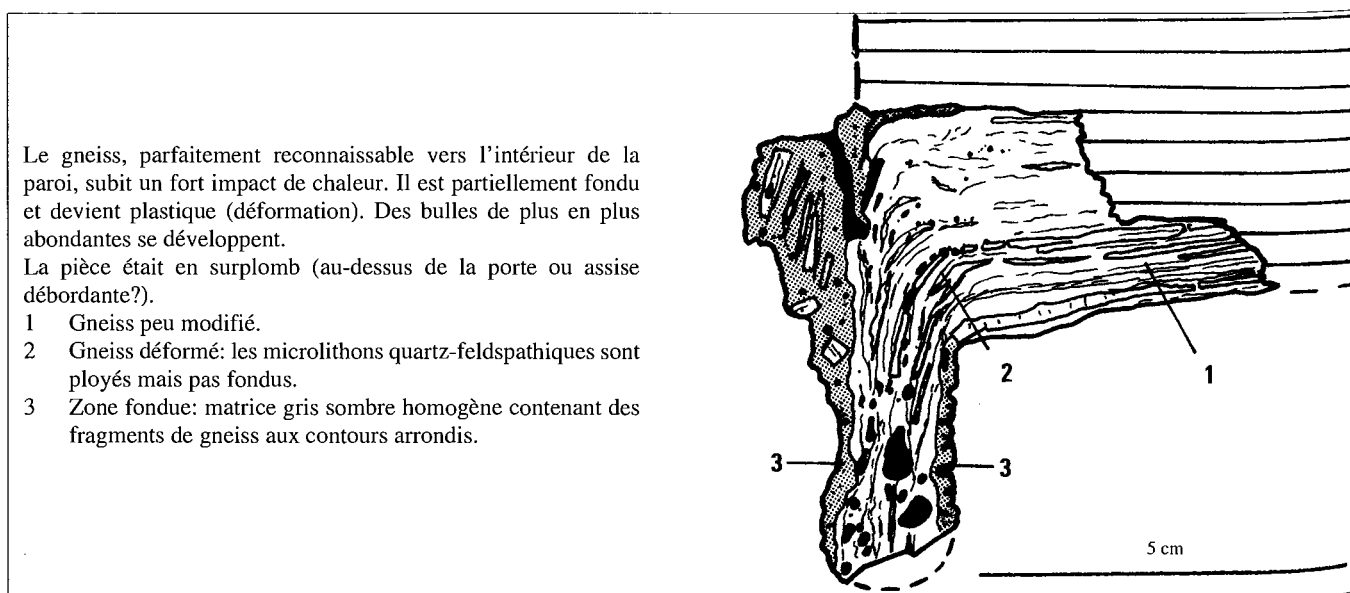 Le gneiss, parfaitement reconnaissable vers l'intérieur de la
paroi, subit un fort impact de chaleur. Il est partiellement fondu
et devient plastique (déformation). Des bulles de plus en plus
abondantes se développent.
La pièce était en surplomb (au-dessus de la porte ou assise
débordante?).
1 Gneiss peu modifié.
2 Gneiss déformé: les microlithons quartz-feldspathiques sont
ployés mais pas fondus.
3 Zone fondue: matrice gris sombre homogène contenant des
fragments de gneiss aux contours arrondis.
2
1
3
3
5 cm